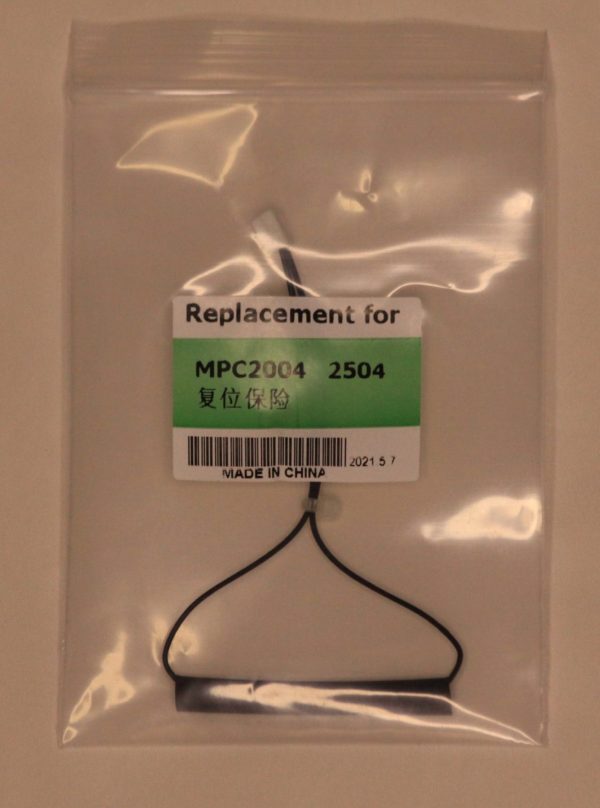 Replacement for
MPC2004 2504
复位保险
2021.5.7
MADE IN CHINA